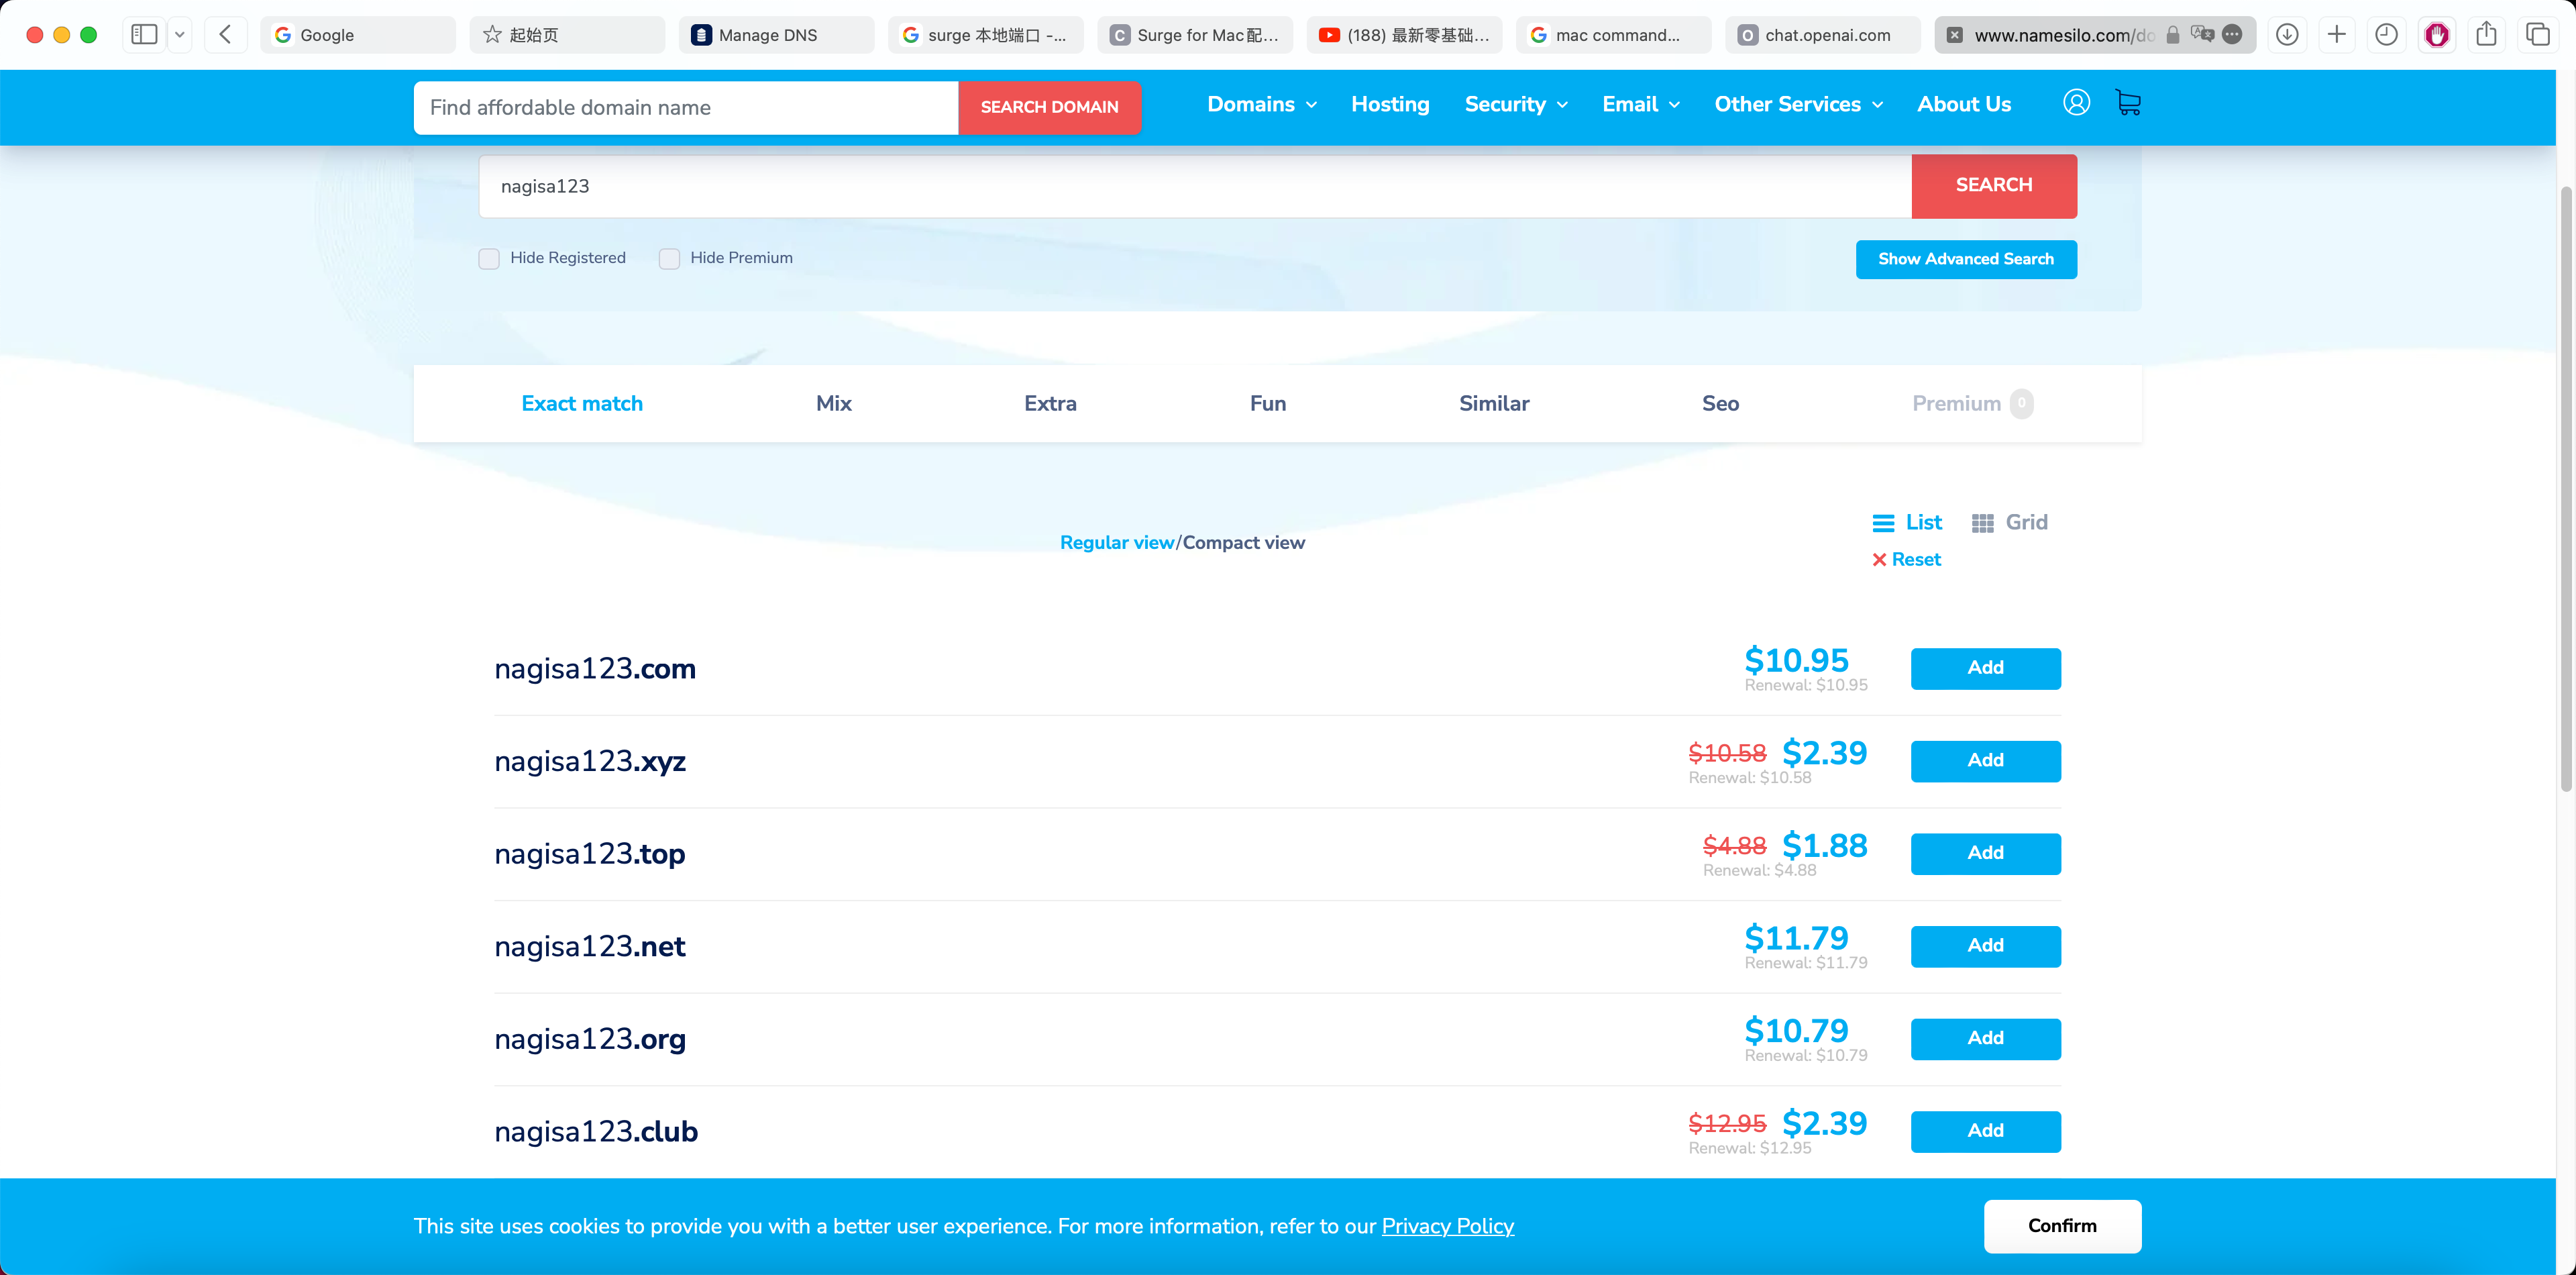 Google
起始页
Manage DNS
surge 本地端口 -...
Surge for Mac配...
(188) 最新零基础...
mac command...
chat.openai.com
www.namesilo.com/do
Find affordable domain name
SEARCH DOMAIN
Domains
Hosting
Security
Email
Other Services
About Us
nagisa123
SEARCH
Hide Registered
Hide Premium
Show Advanced Search
Exact match
Mix
Extra
Fun
Similar
Seo
Premium 0
List
Grid
Regular view/Compact view
Reset
nagisa123.com
$10.95
Renewal: $10.95
Add
nagisa123.xyz
$10.58 $2.39
Renewal: $10.58
Add
nagisa123.top
$4.88 $1.88
Renewal: $4.88
Add
nagisa123.net
$11.79
Renewal: $11.79
Add
nagisa123.org
$10.79
Renewal: $10.79
Add
nagisa123.club
$12.95 $2.39
Renewal: $12.95
Add
This site uses cookies to provide you with a better user experience. For more information, refer to our Privacy Policy
Confirm